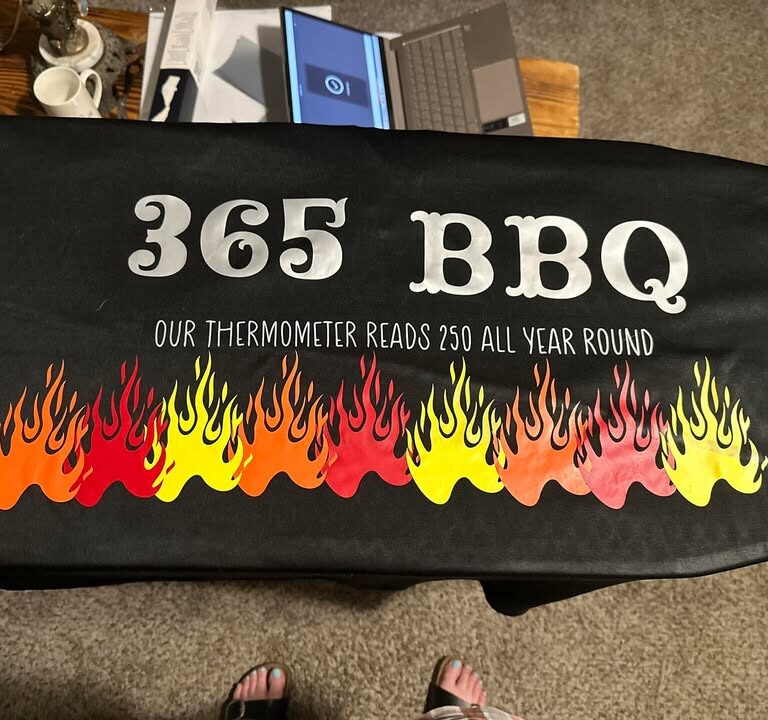 365 BBQ
OUR THERMOMETER READS 250 ALL YEAR ROUND